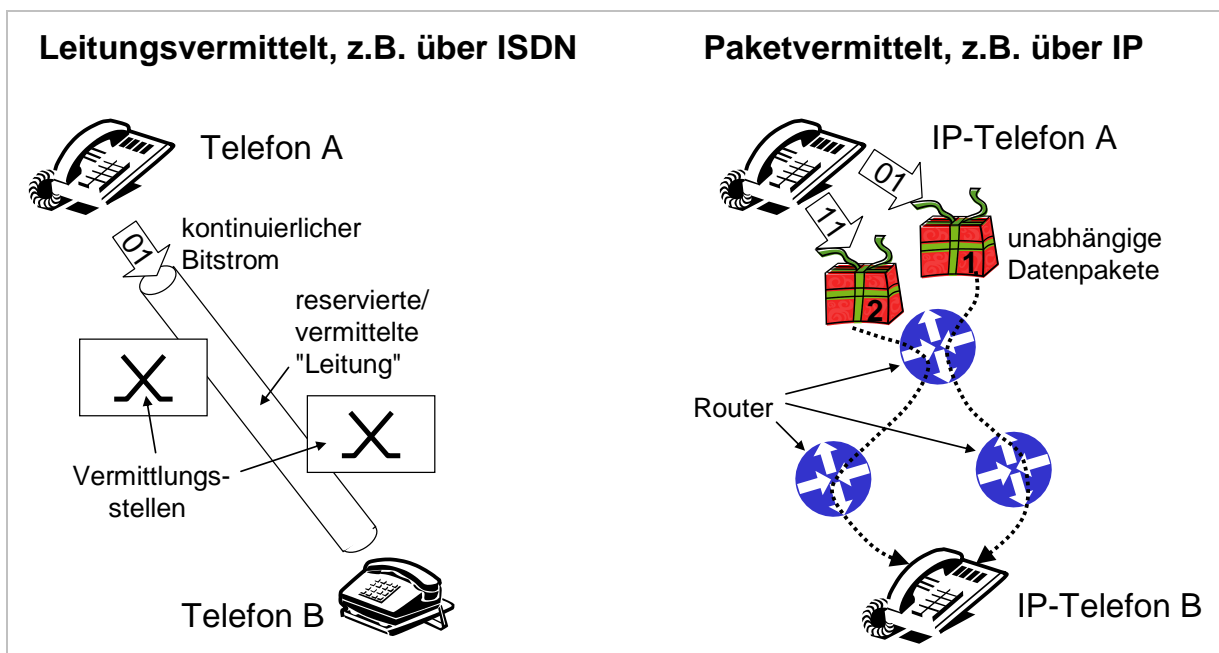 Leitungsvermittelt, z.B. über ISDN
Telefon A
01
kontinuierlicher
Bitstrom
reservierte/
vermittelte
"Leitung"
Vermittlungs-
stellen
Telefon B
Paketvermittelt, z.B. über IP
IP-Telefon A
01
11
1
2
unabhängige
Datenpakete
Router
IP-Telefon B